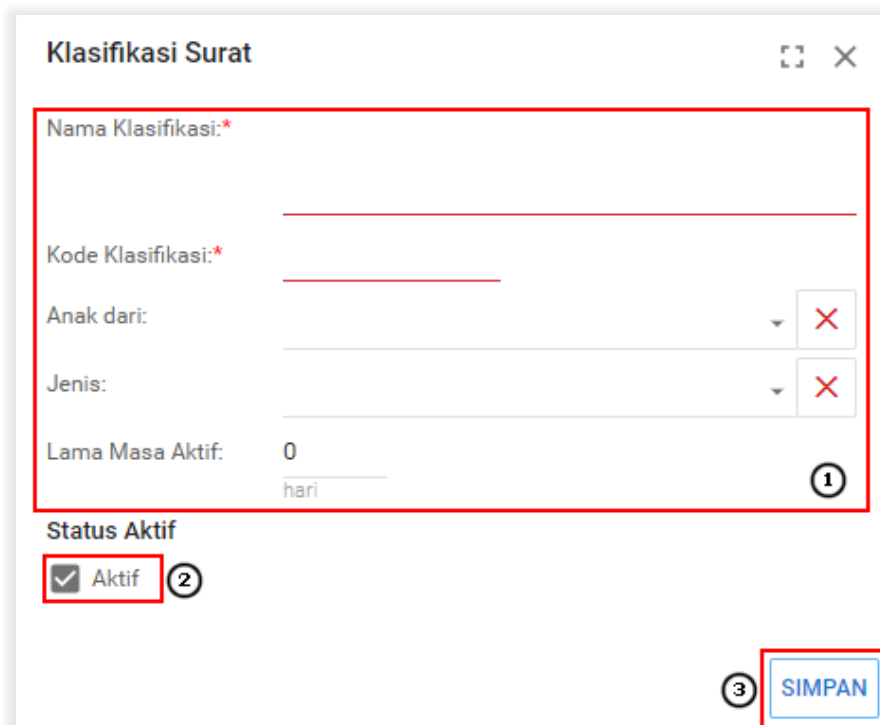 Klasifikasi Surat
Nama Klasifikasi:*
Kode Klasifikasi:*
Anak dari:
Jenis:
Lama Masa Aktif: 0
hari
1
Status Aktif
Aktif 2
3 SIMPAN